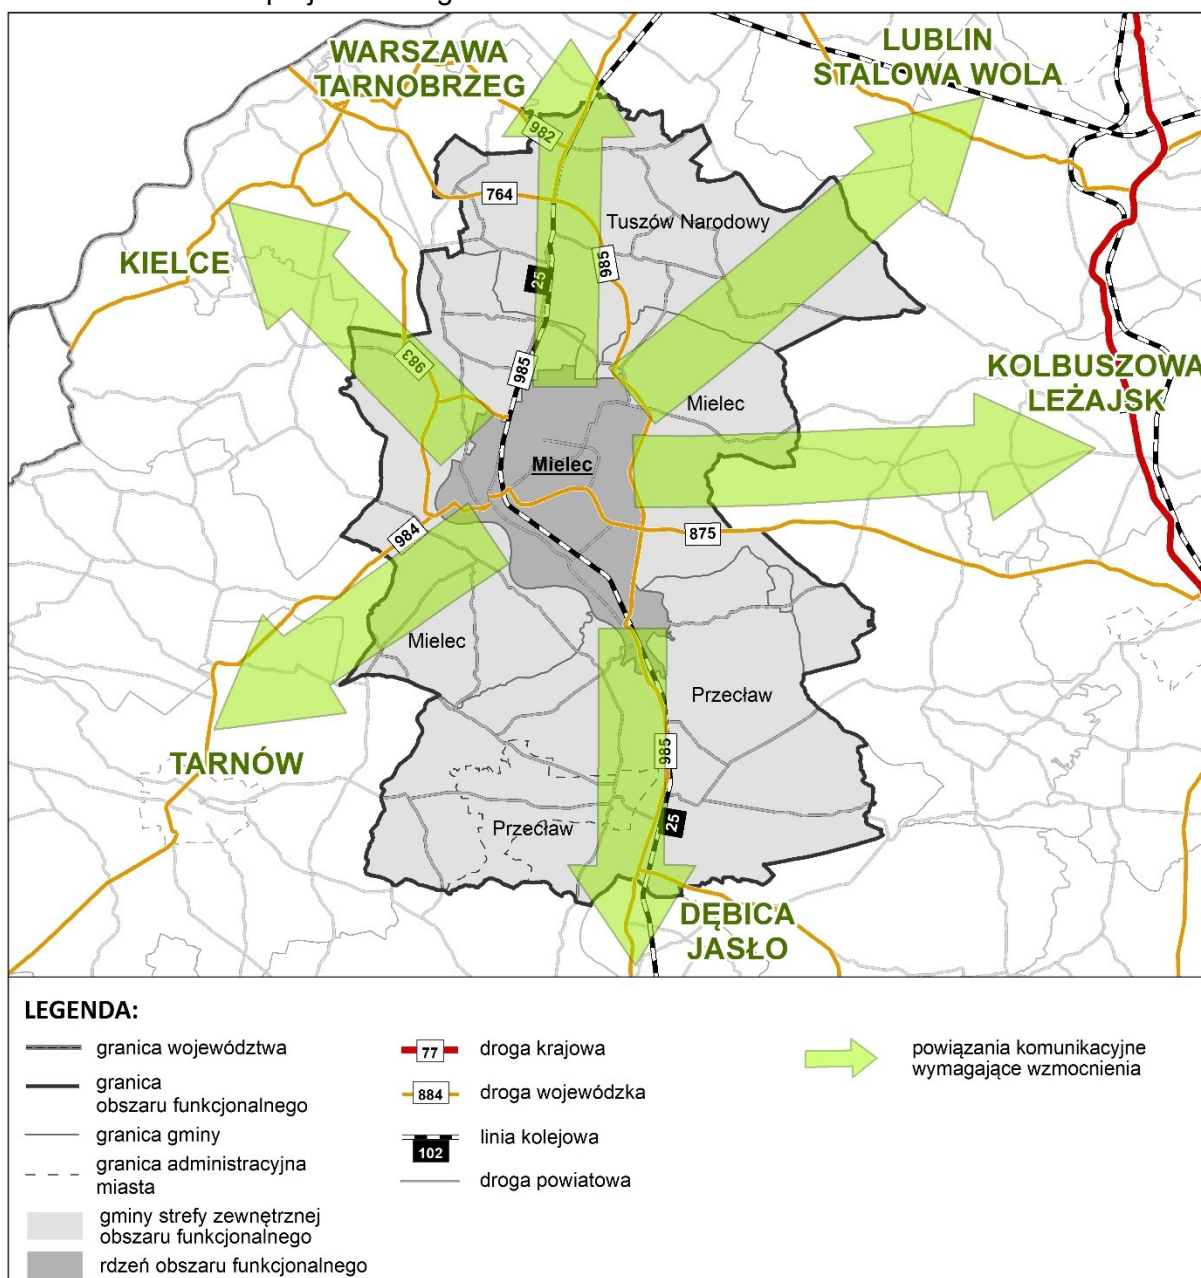 WARSZAWA
TARNOBRZEG
LUBLIN
STALOWA WOLA
982
764
Tuszów Narodowy
KIELCE
25
985
983
985
KOLBUSZOWA
LEŻAJSK
Mielec
Mielec
984
875
Mielec
Przecław
TARNÓW
985
Przecław
25
DĘBICA
JASŁO
LEGENDA:
granica województwa
granica
obszaru funkcjonalnego
granica gminy
granica administracyjna
miasta
gminy strefy zewnętrznej
obszaru funkcjonalnego
rdzeń obszaru funkcjonalnego
77 droga krajowa
884 droga wojewódzka
linia kolejowa
102
droga powiatowa
powiązania komunikacyjne
wymagające wzmocnienia